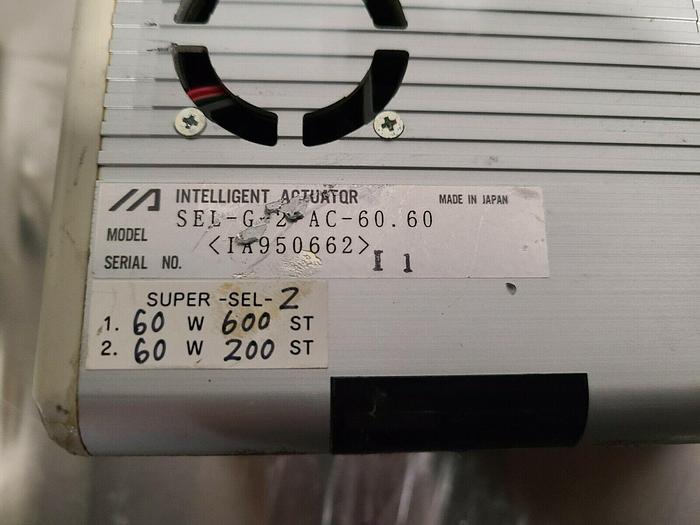 IA INTELLIGENT ACTUATOR MADE IN JAPAN
MODEL SEL-G-2-AC-60.60
<IA950662>
SERIAL NO. I 1
SUPER -SEL- 2
1. 60 W 600 ST
2. 60 W 200 ST